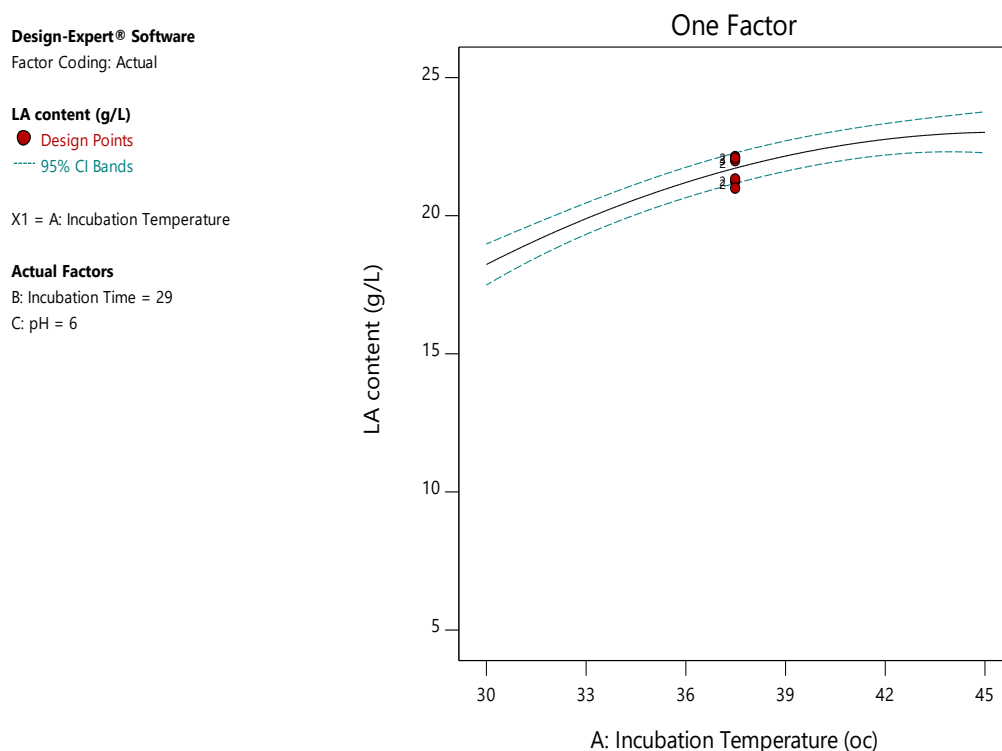 Design-Expert® Software
Factor Coding: Actual
LA content (g/L)
Design Points
95% CI Bands
X1 = A: Incubation Temperature
Actual Factors
B: Incubation Time = 29
C: pH = 6
One Factor
LA content (g/L)
25
20
15
10
5
30 33 36 39 42 45
A: Incubation Temperature (oc)